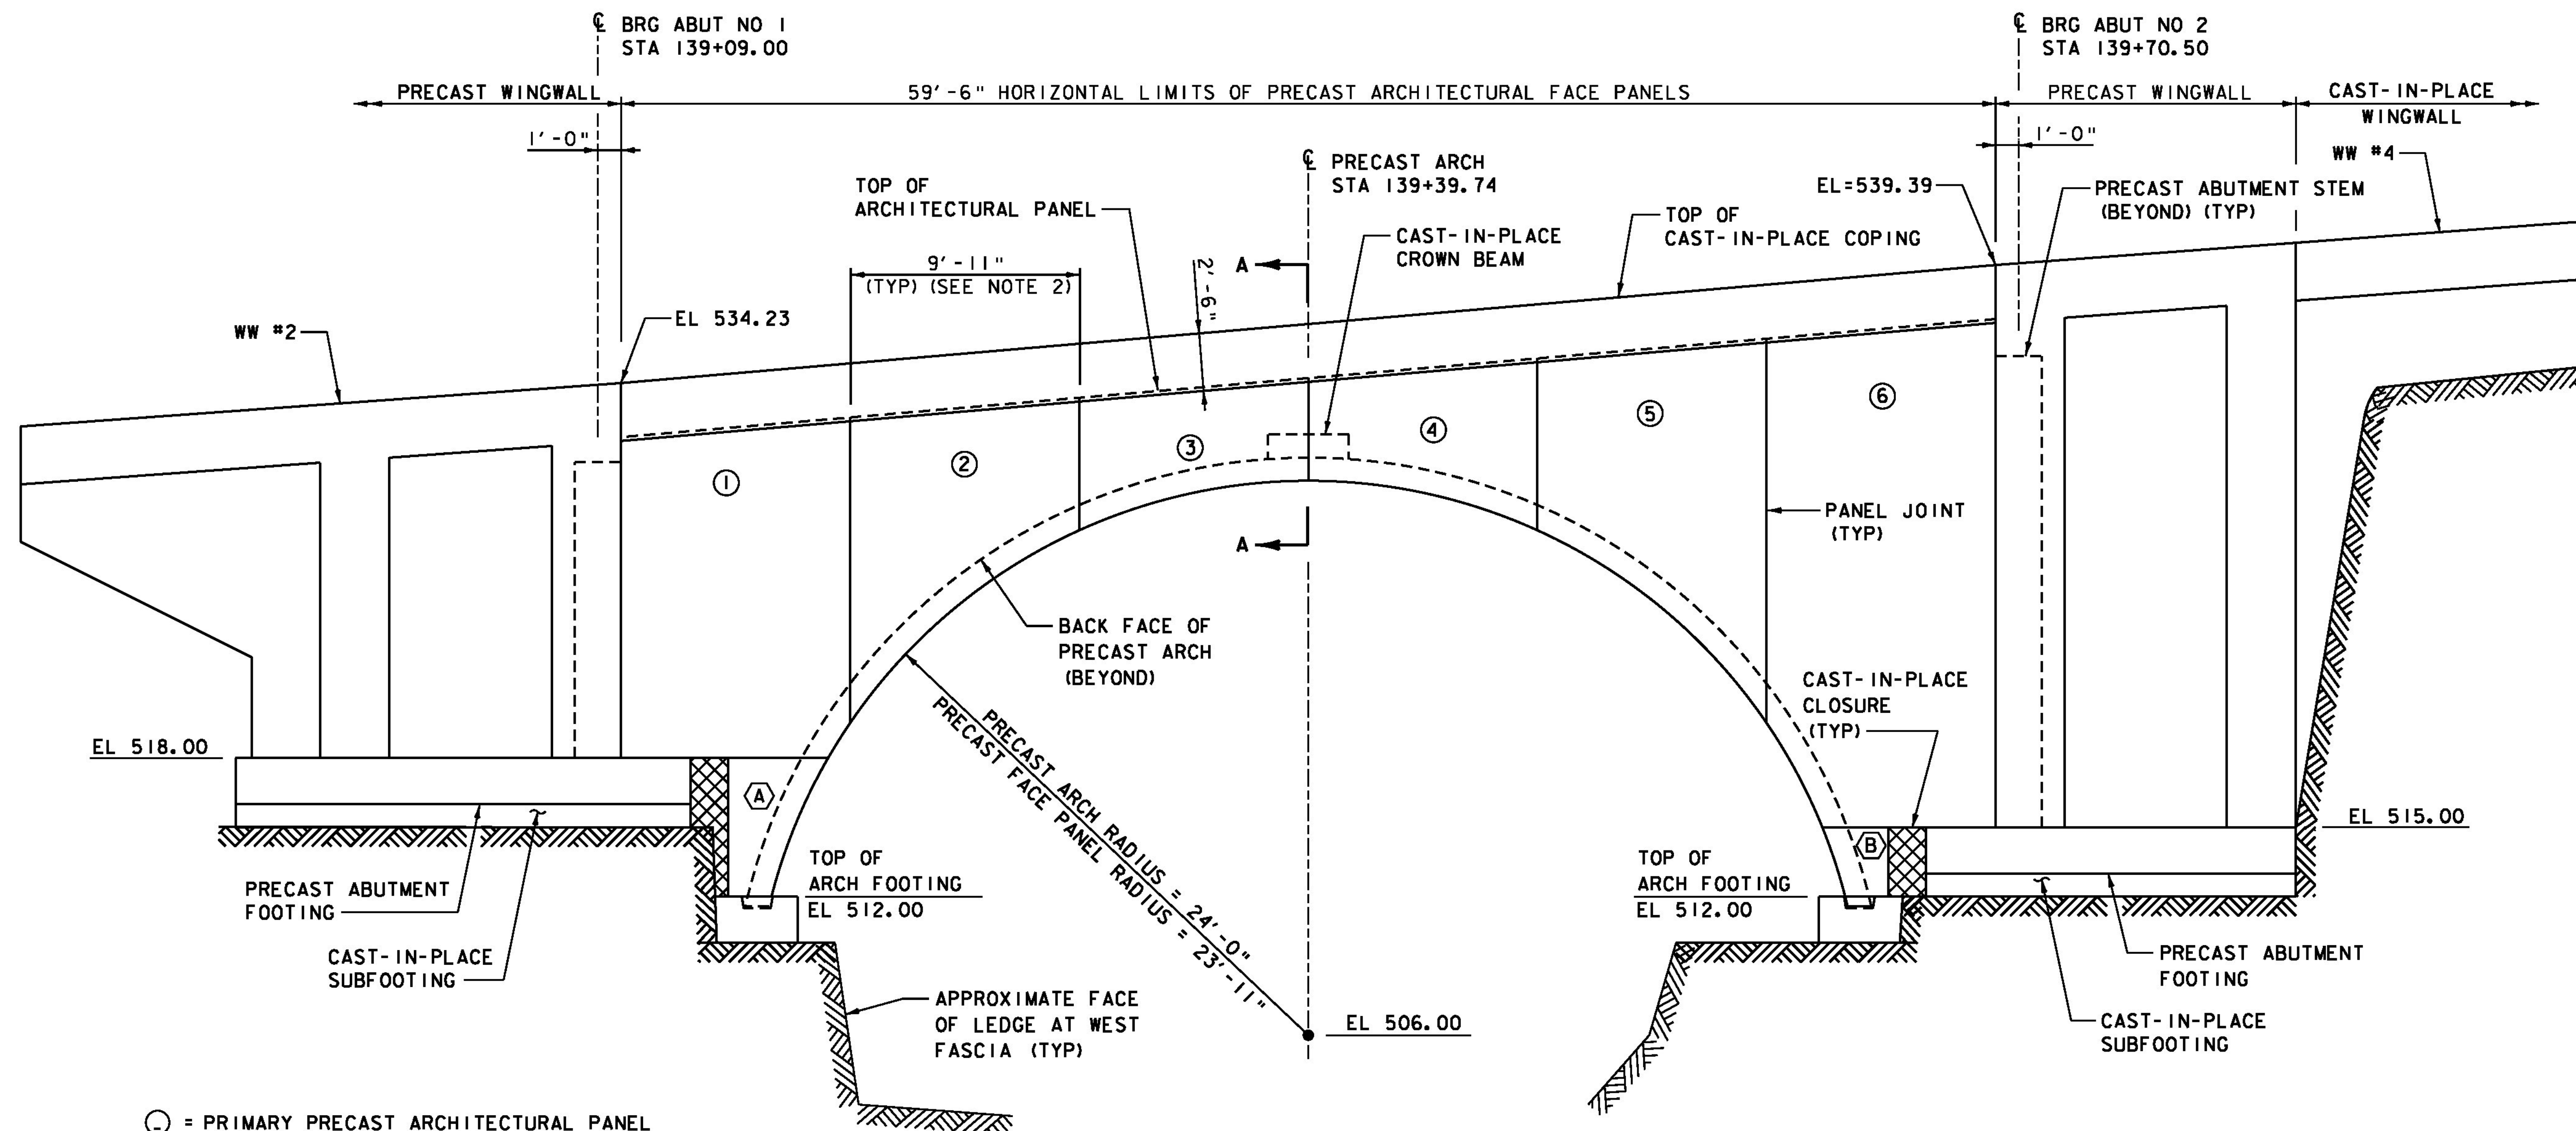 ℄ BRG ABUT NO 1
STA 139+09.00
℄ BRG ABUT NO 2
STA 139+70.50
PRECAST WINGWALL
59'-6" HORIZONTAL LIMITS OF PRECAST ARCHITECTURAL FACE PANELS
PRECAST WINGWALL
CAST-IN-PLACE
WINGWALL
1'-0"
1'-0"
℄ PRECAST ARCH
STA 139+39.74
WW #4
TOP OF
ARCHITECTURAL PANEL
EL=539.39
PRECAST ABUTMENT STEM
(BEYOND) (TYP)
TOP OF
CAST-IN-PLACE COPING
CAST-IN-PLACE
CROWN BEAM
9'-11"
(TYP) (SEE NOTE 2)
2'-6"
A
EL 534.23
WW #2
1
2
3
4
5
6
PANEL JOINT
(TYP)
A
BACK FACE OF
PRECAST ARCH
(BEYOND)
CAST-IN-PLACE
CLOSURE
(TYP)
PRECAST ARCH RADIUS = 24'-0"
PRECAST FACE PANEL RADIUS = 23'-11"
EL 518.00
A
B
EL 515.00
TOP OF
ARCH FOOTING
EL 512.00
TOP OF
ARCH FOOTING
EL 512.00
PRECAST ABUTMENT
FOOTING
CAST-IN-PLACE
SUBFOOTING
PRECAST ABUTMENT
FOOTING
CAST-IN-PLACE
SUBFOOTING
APPROXIMATE FACE
OF LEDGE AT WEST
FASCIA (TYP)
EL 506.00
= PRIMARY PRECAST ARCHITECTURAL PANEL